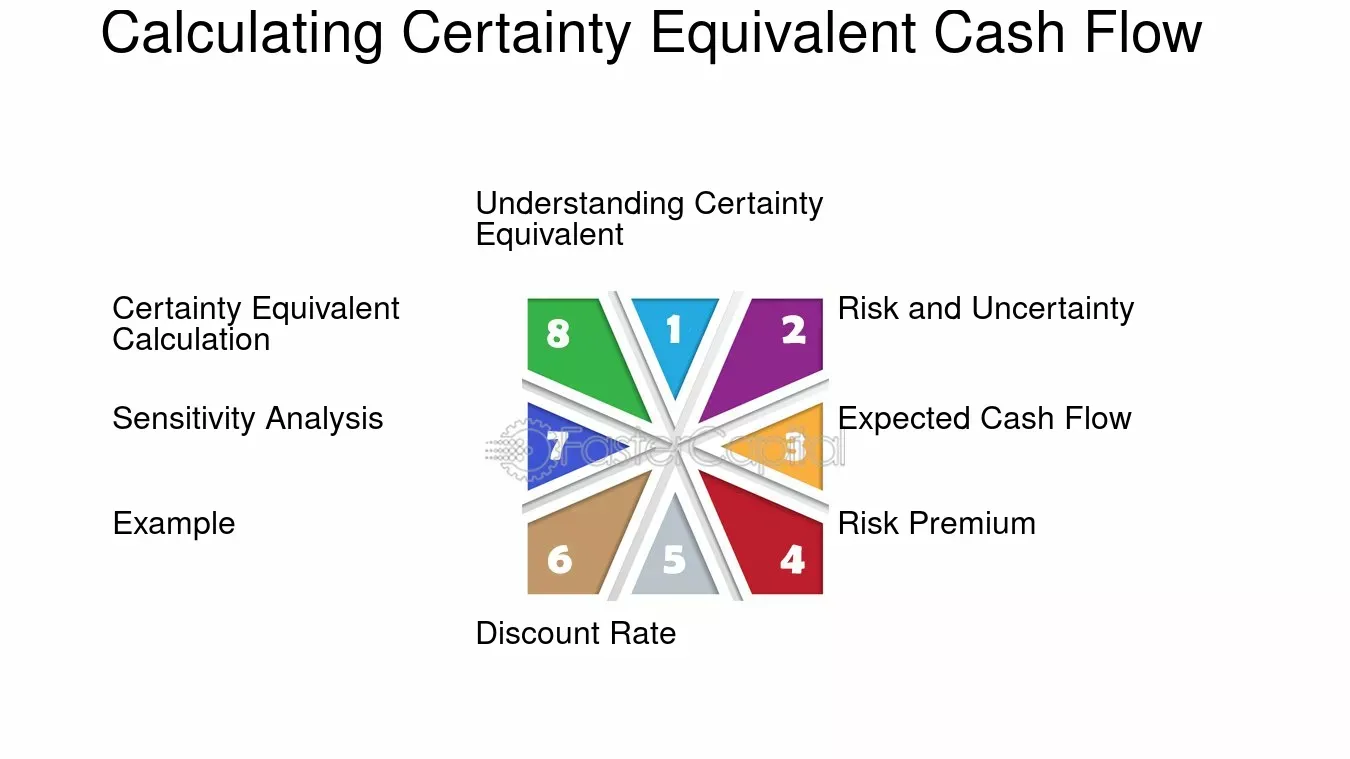 Calculating Certainty Equivalent Cash Flow
Understanding Certainty
Equivalent
Certainty Equivalent
Calculation
8
1
2
Risk and Uncertainty
Sensitivity Analysis
7
FasterCapital
3
Expected Cash Flow
Example
6
5
4
Risk Premium
Discount Rate